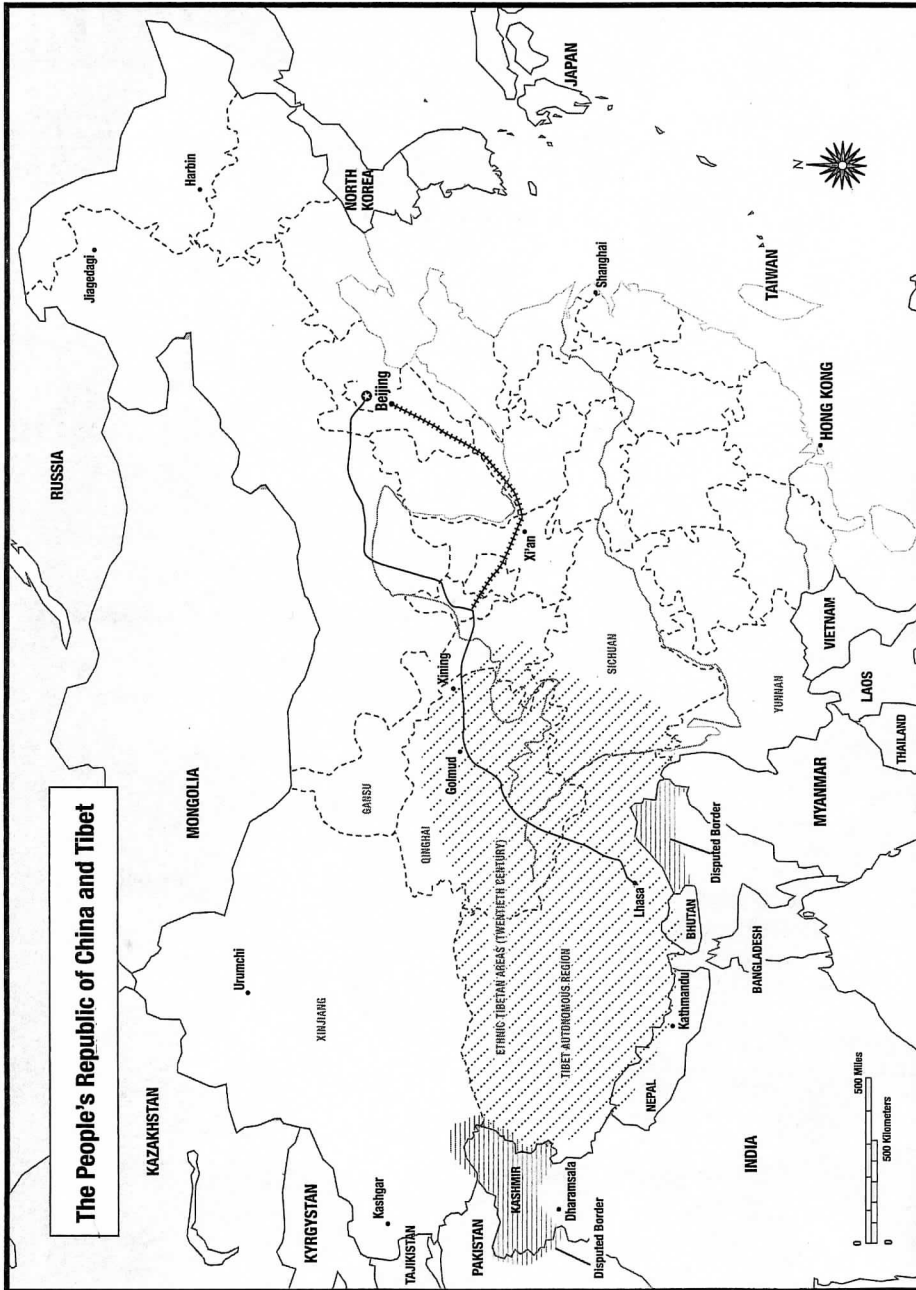 The People's Republic of China and Tibet
RUSSIA
KAZAKHSTAN
MONGOLIA
KYRGYSTAN
TAJIKISTAN
PAKISTAN
KASHMIR
Disputed Border
Dharamsala
Kashgar
Urumchi
XINJIANG
GANSU
QINGHAI
Golmud
Xining
ETHNIC TIBETAN AREAS (TWENTIETH CENTURY)
TIBET AUTONOMOUS REGION
Lhasa
Jiagedagi
Harbin
Beijing
NORTH
KOREA
JAPAN
Xi'an
Shanghai
SICHUAN
YUNNAN
TAIWAN
HONG KONG
N
NEPAL
Kathmandu
BHUTAN
Disputed Border
BANGLADESH
INDIA
MYANMAR
THAILAND
LAOS
VIETNAM
0 500 Miles
0 500 Kilometers